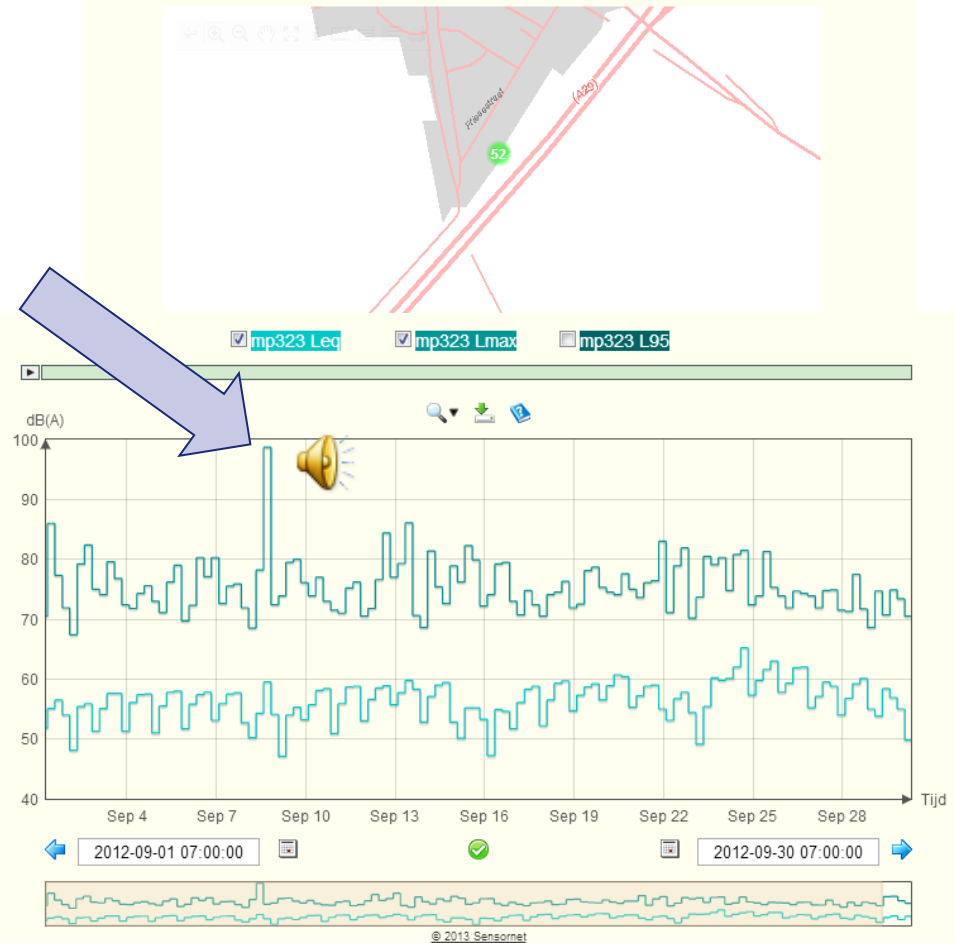 (A29)
52
mp323 Leq mp323 Lmax mp323 L95
dB(A)
100
90
80
70
60
50
40
Tijd
Sep 4 Sep 7 Sep 10 Sep 13 Sep 16 Sep 19 Sep 22 Sep 25 Sep 28
2012-09-01 07:00:00 2012-09-30 07:00:00
© 2013 Sensornet